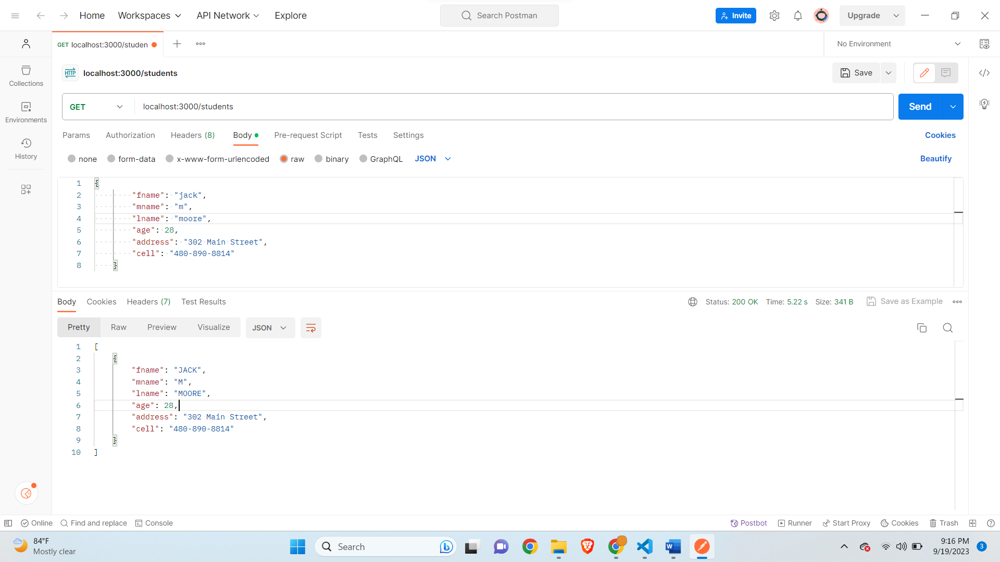 Home Workspaces API Network Explore Search Postman Invite Upgrade
GET localhost:3000/studen No Environment
HTTP localhost:3000/students Save
Collections
GET localhost:3000/students Send
Environments
Params Authorization Headers (8) Body Pre-request Script Tests Settings Cookies
History
none form-data x-www-form-urlencoded raw binary GraphQL JSON Beautify
1 {
2 "fname": "jack",
3 "mname": "m",
4 "lname": "moore",
5 "age": 28,
6 "address": "302 Main Street",
7 "cell": "480-890-8814"
8 }
Body Cookies Headers (7) Test Results Status: 200 OK Time: 5.22 s Size: 341 B Save as Example
Pretty Raw Preview Visualize JSON
1 [
2 {
3 "fname": "JACK",
4 "mname": "M",
5 "lname": "MOORE",
6 "age": 28,
7 "address": "302 Main Street",
8 "cell": "480-890-8814"
9 }
10 ]
Online Find and replace Console Postbot Runner Start Proxy Cookies Trash
84°F
Mostly clear
Search
9:16 PM
9/19/2023
3